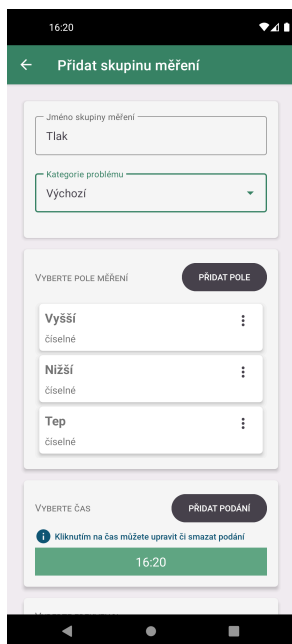 16:20
Přidat skupinu měření
Jméno skupiny měření
Tlak
Kategorie problému
Výchozí
VYBERTE POLE MĚŘENÍ
PŘIDAT POLE
Vyšší
číselné
Nižší
číselné
Tep
číselné
VYBERTE ČAS
PŘIDAT PODÁNÍ
Kliknutím na čas můžete upravit či smazat podání
16:20